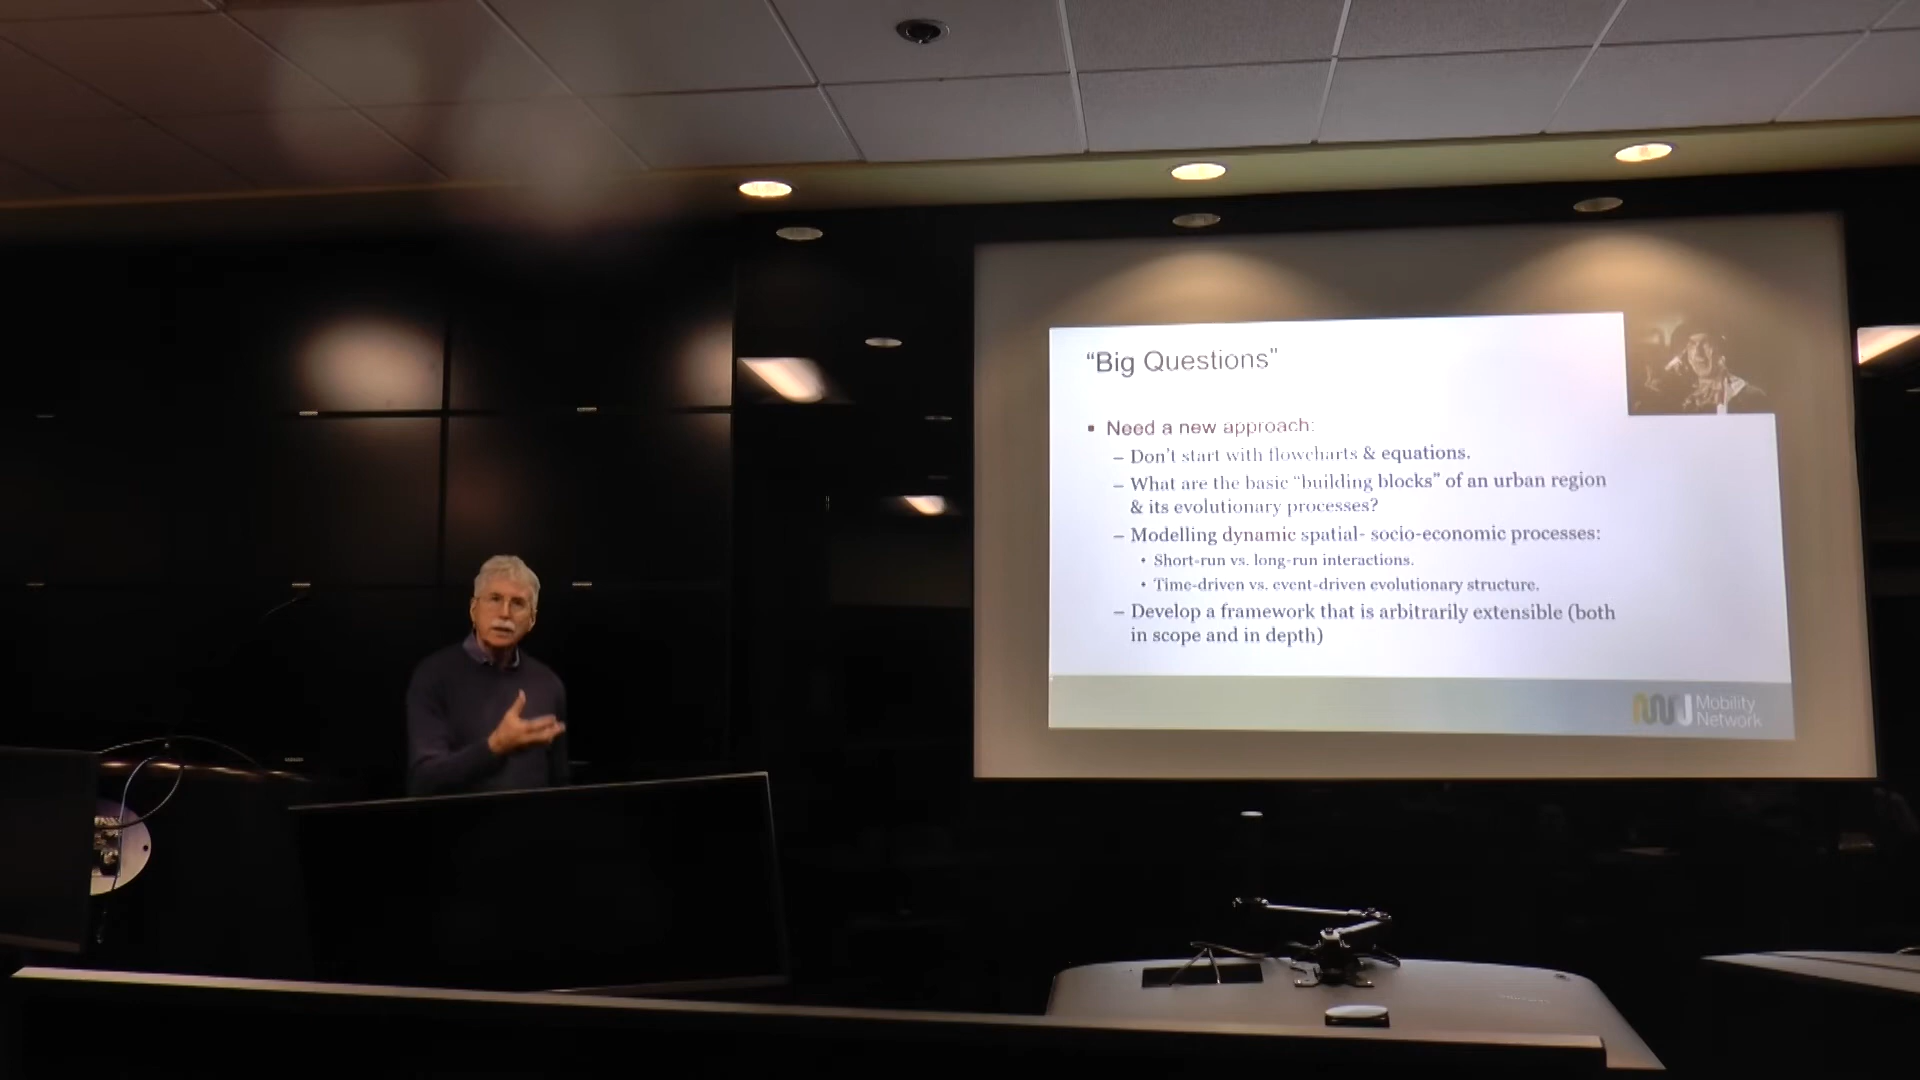 “Big Questions”
▪ Need a new approach:
– Don't start with flowcharts & equations.
– What are the basic “building blocks” of an urban region
& its evolutionary processes?
– Modelling dynamic spatial- socio-economic processes:
• Short-run vs. long-run interactions.
• Time-driven vs. event-driven evolutionary structure.
– Develop a framework that is arbitrarily extensible (both
in scope and in depth)
Mobility
Network